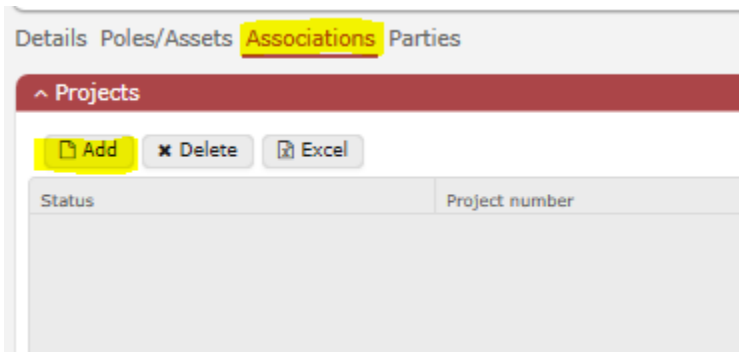 Details Poles/Assets Associations Parties
Projects
Add Delete Excel
Status Project number